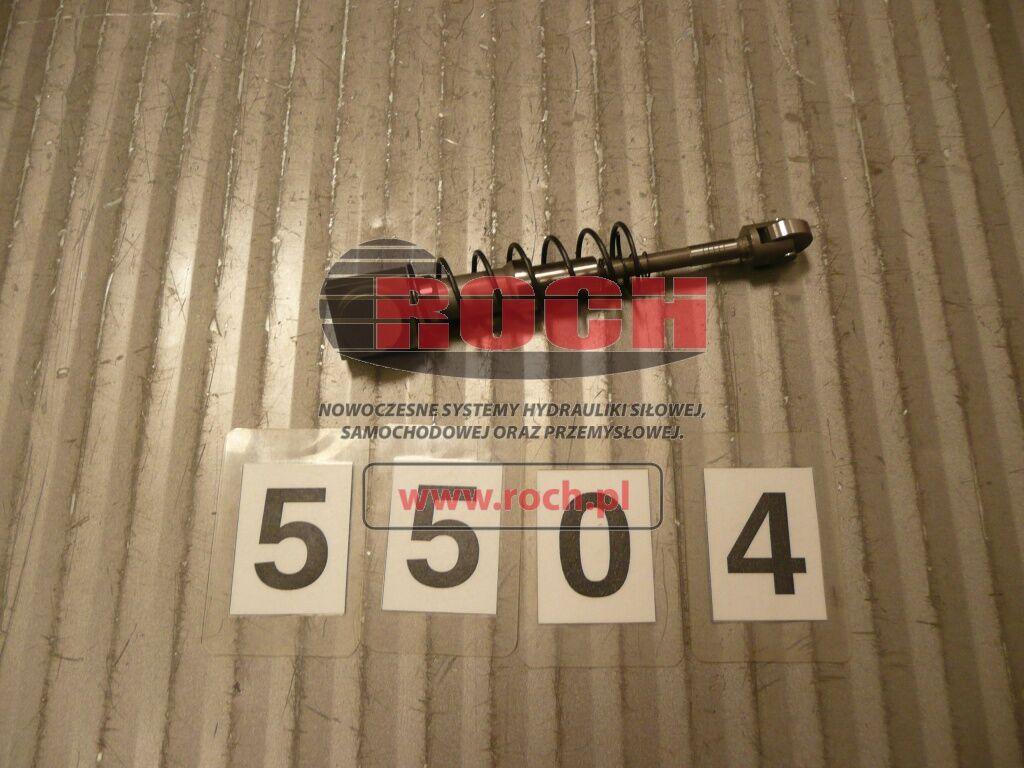 ROCH
NOWOCZESNE SYSTEMY HYDRAULIKI SIŁOWEJ,
SAMOCHODOWEJ ORAZ PRZEMYSŁOWEJ.
www.roch.pl
5504